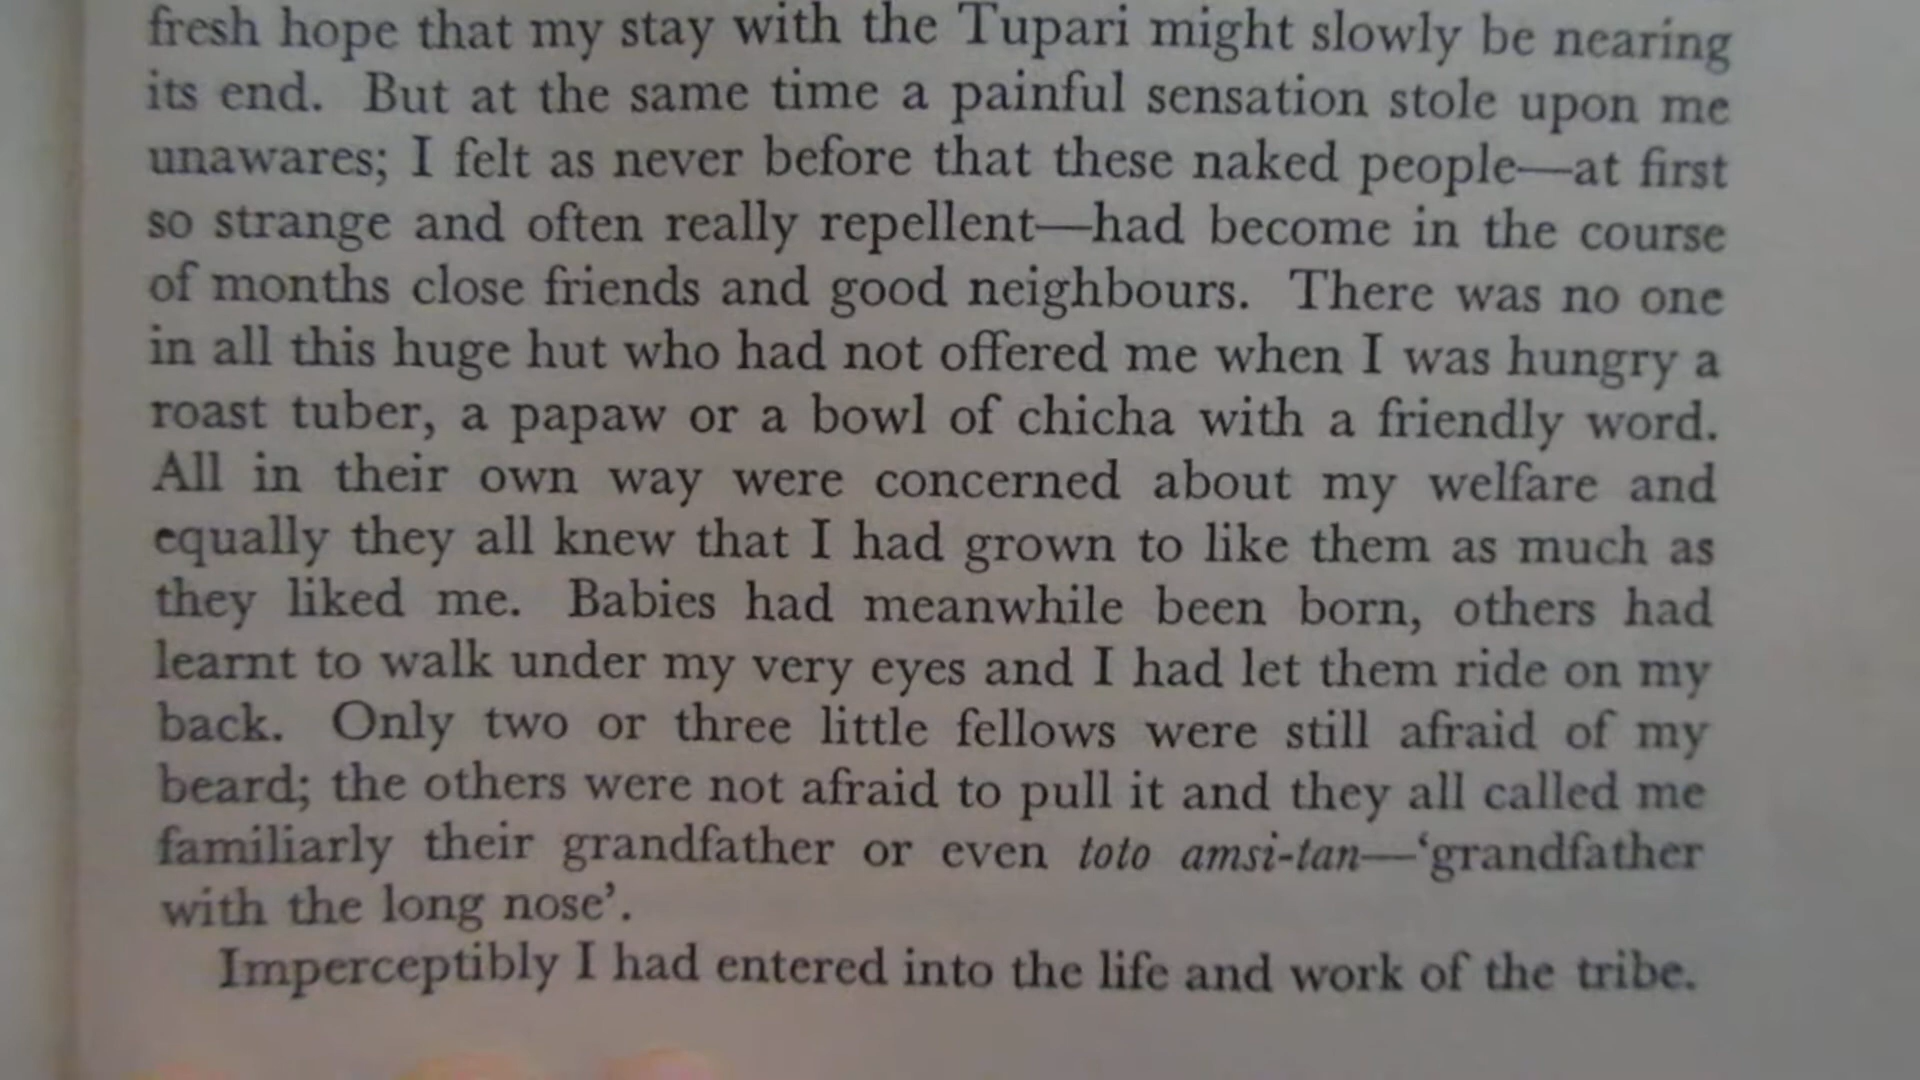 fresh hope that my stay with the Tupari might slowly be nearing
its end. But at the same time a painful sensation stole upon me
unawares; I felt as never before that these naked people—at first
so strange and often really repellent—had become in the course
of months close friends and good neighbours. There was no one
in all this huge hut who had not offered me when I was hungry a
roast tuber, a papaw or a bowl of chicha with a friendly word.
All in their own way were concerned about my welfare and
equally they all knew that I had grown to like them as much as
they liked me. Babies had meanwhile been born, others had
learnt to walk under my very eyes and I had let them ride on my
back. Only two or three little fellows were still afraid of my
beard; the others were not afraid to pull it and they all called me
familiarly their grandfather or even toto amsi-tan—‘grandfather
with the long nose’.
Imperceptibly I had entered into the life and work of the tribe.